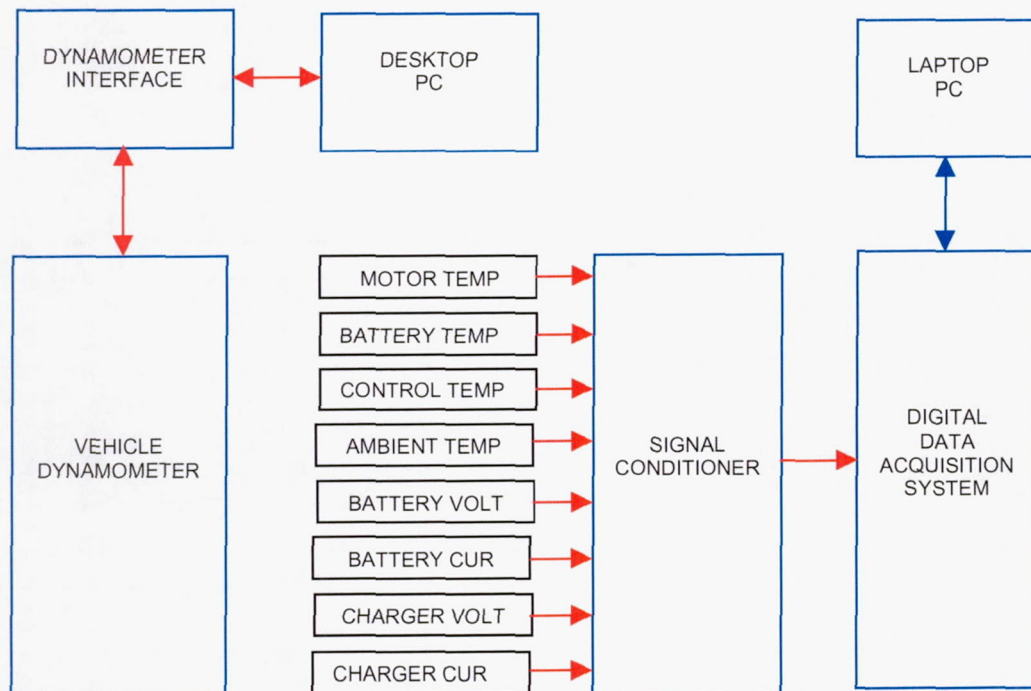 DYNAMOMETER
INTERFACE
DESKTOP
PC
LAPTOP
PC
VEHICLE
DYNAMOMETER
MOTOR TEMP
BATTERY TEMP
CONTROL TEMP
AMBIENT TEMP
BATTERY VOLT
BATTERY CUR
CHARGER VOLT
CHARGER CUR
SIGNAL
CONDITIONER
DIGITAL
DATA
ACQUISITION
SYSTEM